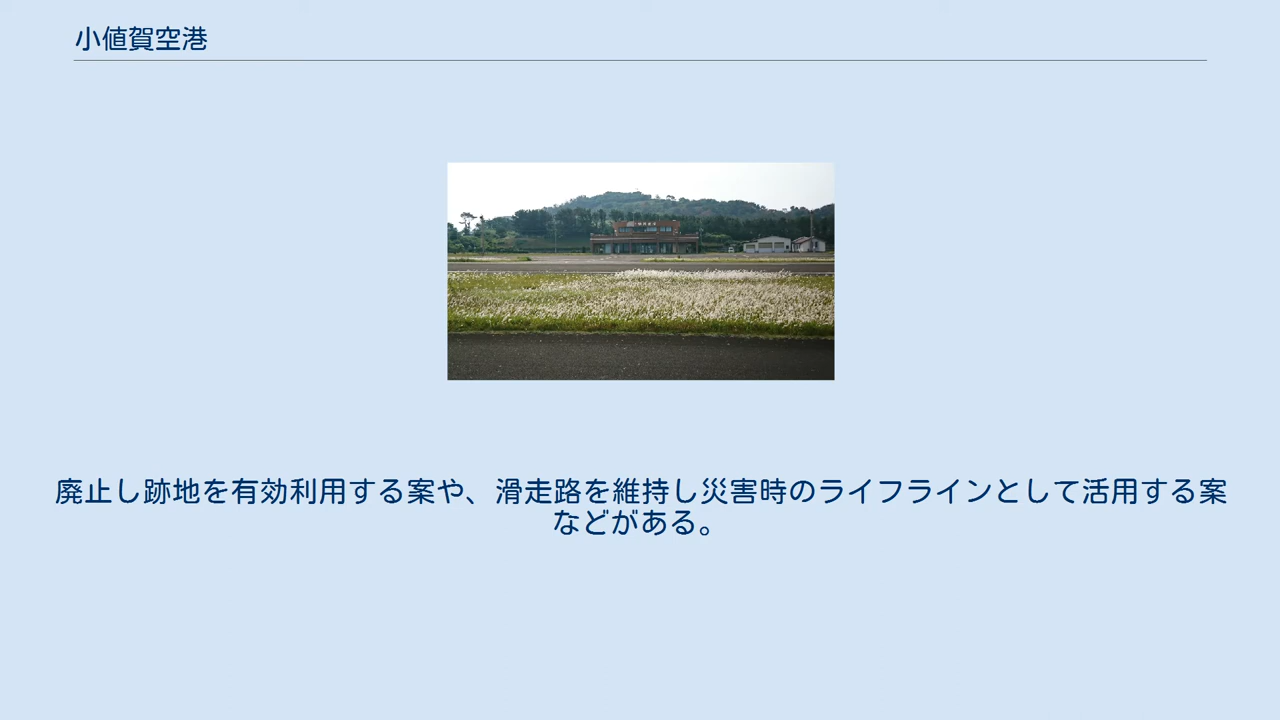 小値賀空港
廃止し跡地を有効利用する案や、滑走路を維持し災害時のライフラインとして活用する案
などがある。